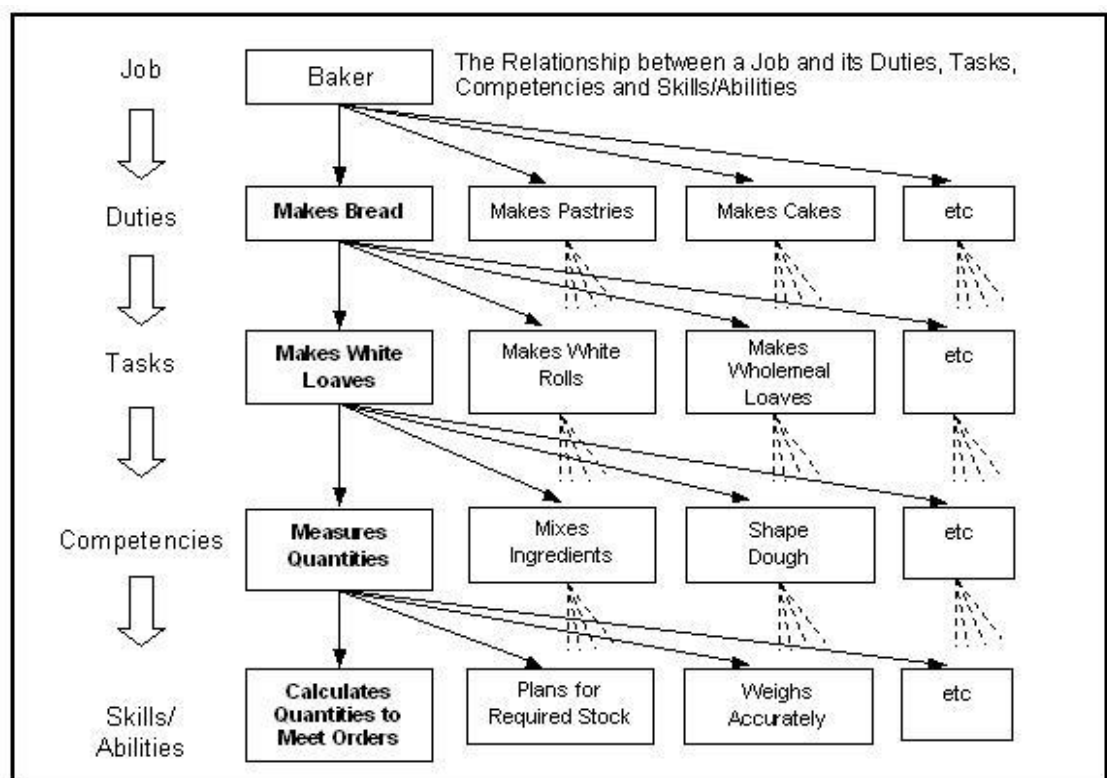 Job
Baker
The Relationship between a Job and its Duties, Tasks,
Competencies and Skills/Abilities
Duties
Makes Bread
Makes Pastries
Makes Cakes
etc
Tasks
Makes White
Loaves
Makes White
Rolls
Makes
Wholemeal
Loaves
etc
Competencies
Measures
Quantities
Mixes
Ingredients
Shape
Dough
etc
Skills/
Abilities
Calculates
Quantities to
Meet Orders
Plans for
Required Stock
Weighs
Accurately
etc